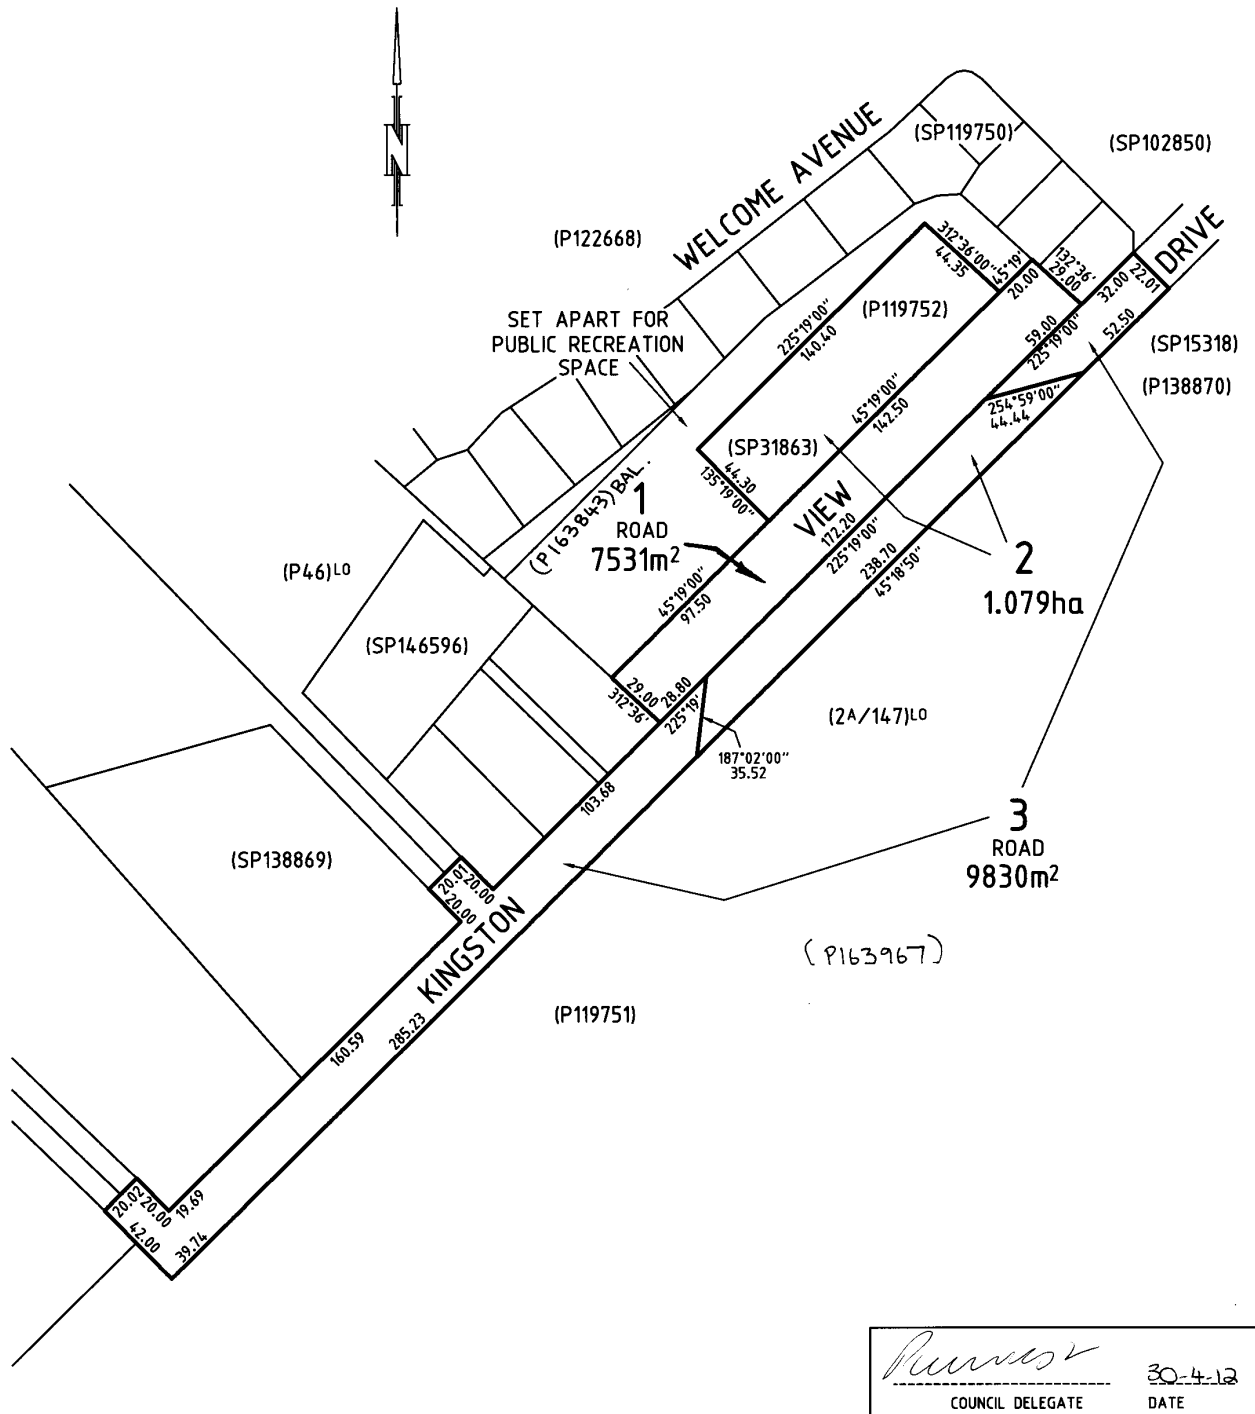 N
WELCOME AVENUE
(SP119750)
(SP102850)
DRIVE
(P122668)
312°36'00"
44.35
45°19'
20.00
132°36'
29.00
32.00
22.01
(P119752)
SET APART FOR
PUBLIC RECREATION
SPACE
225°19'00"
140.40
59.00
225°19'00"
52.50
(SP15318)
(P138870)
254°59'00"
44.44
45°19'00"
142.50
(SP31863)
44.30
135°19'00"
(P163843) BAL.
1
ROAD
7531m²
VIEW
172.20
225°19'00"
238.70
45°18'50"
2
1.079ha
(P46)LO
45°19'00"
97.50
(SP146596)
29.00
312°36'
28.80
225°19'
(2A/147)LO
187°02'00"
35.52
103.68
3
ROAD
9830m²
(SP138869)
20.01
20.00
20.00
KINGSTON
(P163967)
(P119751)
160.59
285.23
20.02
20.00
19.69
42.00
39.74
30-4-12
COUNCIL DELEGATE
DATE